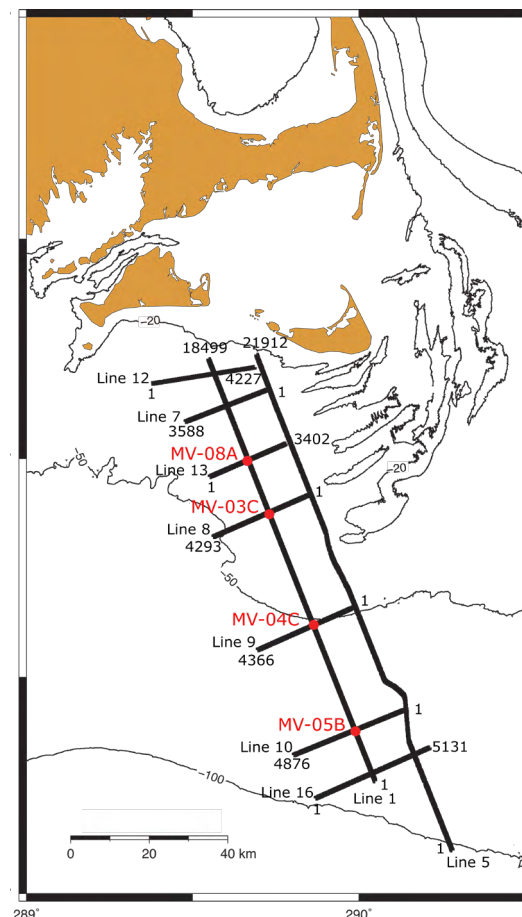 −20
18499
21912
Line 12
1
4227
1
Line 7
3588
3402
−50
MV-08A
Line 13
1
−20
MV-03C
1
Line 8
4293
−50
MV-04C
1
Line 9
4366
MV-05B
1
Line 10
4876
5131
−100
Line 16
1
1
Line 1
1
Line 5
0 20 40 km
289˚
290˚